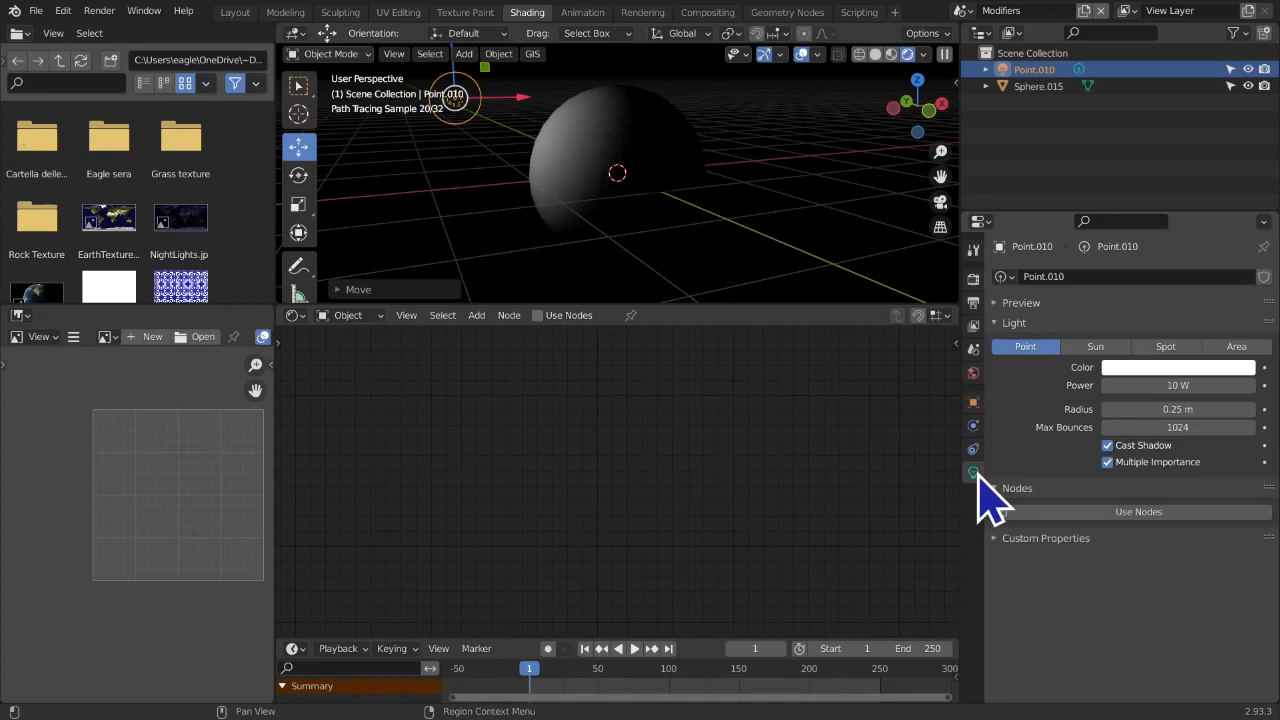 File Edit Render Window Help Layout Modeling Sculpting UV Editing Texture Paint Shading Animation Rendering Compositing Geometry Nodes Scripting +
Modifiers
View Layer
View Select
Orientation: Default Drag: Select Box Global Options
C:\Users\eagle\OneDrive\~D...
Object Mode View Select Add Object GIS
Scene Collection
Point.010
Sphere.015
User Perspective
(1) Scene Collection | Point.010
Path Tracing Sample 20/32
X
Y
Z
Cartella delle...
Eagle sera
Grass texture
Rock Texture
EarthTexture...
NightLights.jp
Move
Point.010
Point.010
Point.010
Preview
Light
Point Sun Spot Area
Color
Power 10 W
Radius 0.25 m
Max Bounces 1024
Cast Shadow
Multiple Importance
Nodes
Use Nodes
Custom Properties
View New Open
Object View Select Add Node Use Nodes
Playback Keying View Marker 1 Start 1 End 250
-50 1 50 100 150 200 250 300
Summary
Pan View
Region Context Menu
2.93.3